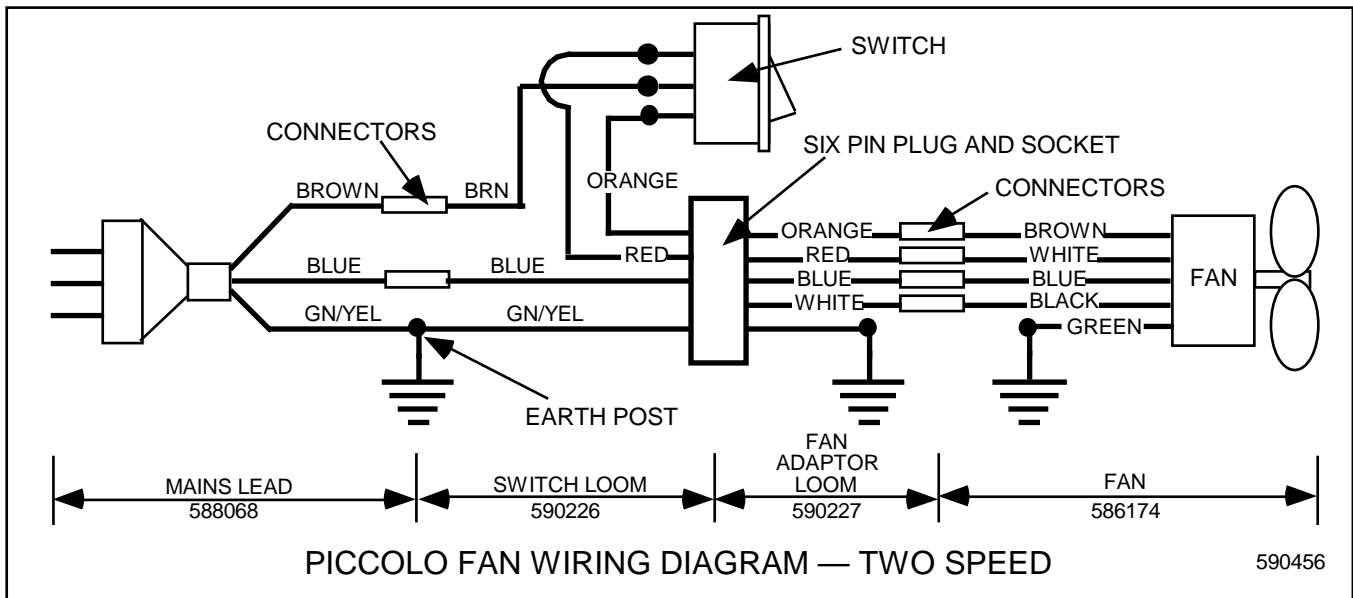 SWITCH
CONNECTORS
SIX PIN PLUG AND SOCKET
BROWN
BRN
ORANGE
CONNECTORS
ORANGE
BROWN
RED
RED
WHITE
BLUE
BLUE
BLUE
BLUE
FAN
WHITE
BLACK
GN/YEL
GN/YEL
GREEN
EARTH POST
MAINS LEAD
588068
SWITCH LOOM
590226
FAN
ADAPTOR
LOOM
590227
FAN
586174
PICCOLO FAN WIRING DIAGRAM — TWO SPEED
590456